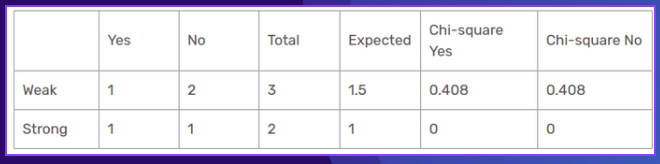 Yes No Total Expected Chi-square Yes Chi-square No
Weak 1 2 3 1.5 0.408 0.408
Strong 1 1 2 1 0 0